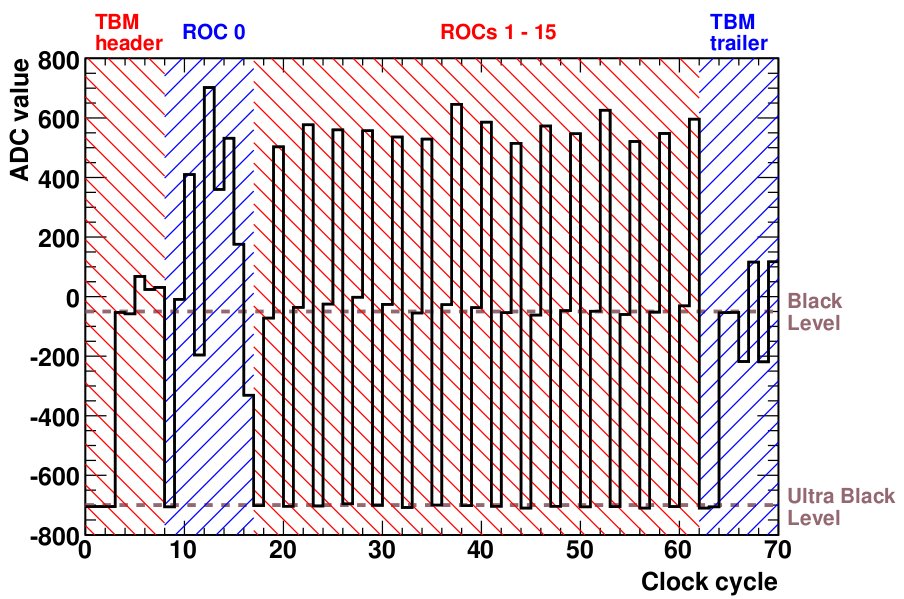 TBM
header
ROC 0
ROCs 1 - 15
TBM
trailer
ADC value
800
600
400
200
0
-200
-400
-600
-800
Black
Level
Ultra Black
Level
0 10 20 30 40 50 60 70
Clock cycle